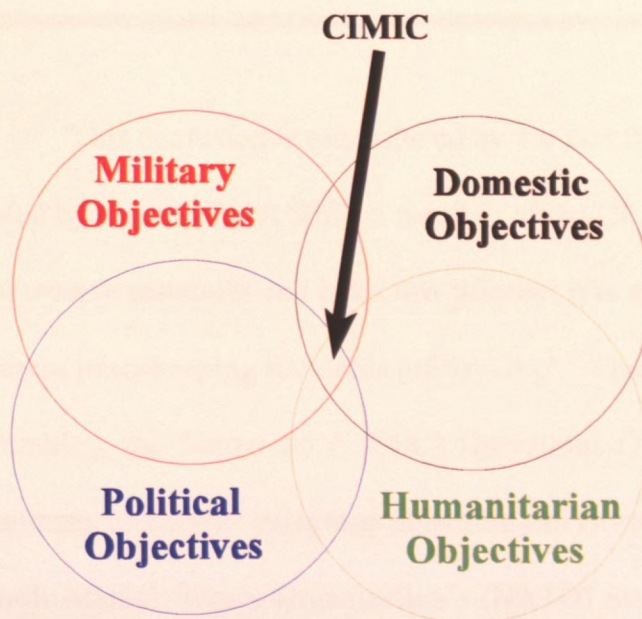 CIMIC
Military
Objectives
Domestic
Objectives
Political
Objectives
Humanitarian
Objectives